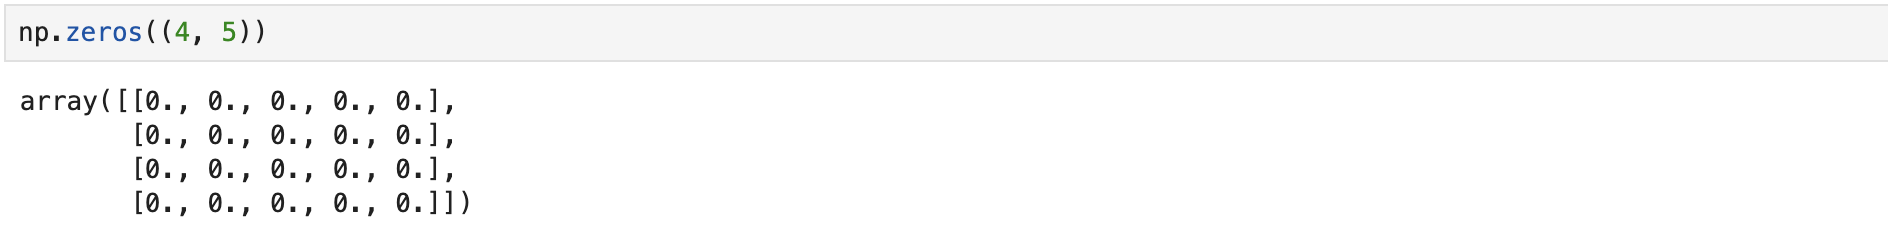 np.zeros((4, 5))
array([[0., 0., 0., 0., 0.],
       [0., 0., 0., 0., 0.],
       [0., 0., 0., 0., 0.],
       [0., 0., 0., 0., 0.]])